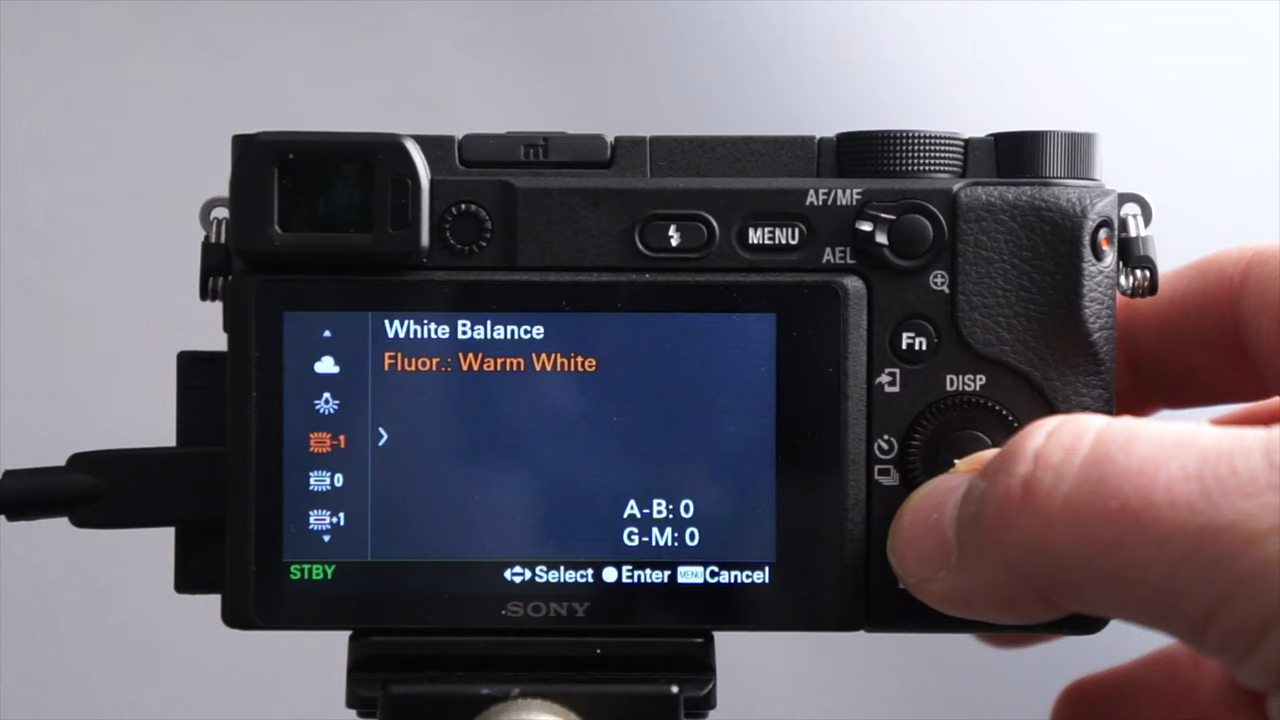 AF/MF
MENU
AEL
Fn
DISP
White Balance
Fluor.: Warm White
-1
0
+1
A-B: 0
G-M: 0
STBY
Select Enter MENU Cancel
SONY